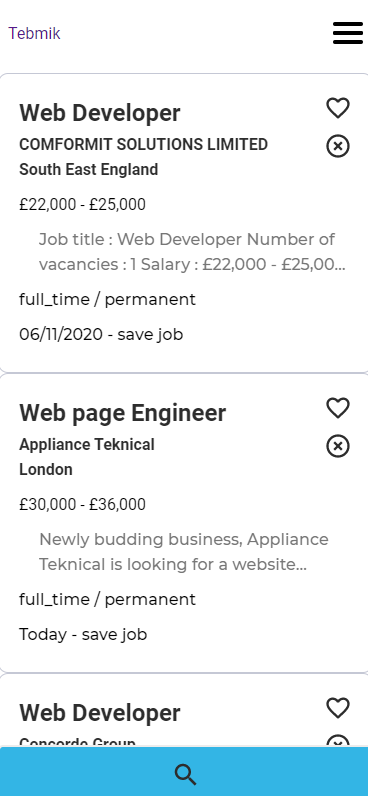 Tebmik
Web Developer
COMFORMIT SOLUTIONS LIMITED
South East England
£22,000 - £25,000
Job title : Web Developer Number of
vacancies : 1 Salary : £22,000 - £25,00...
full_time / permanent
06/11/2020 - save job
Web page Engineer
Appliance Teknical
London
£30,000 - £36,000
Newly budding business, Appliance
Teknical is looking for a website...
full_time / permanent
Today - save job
Web Developer
Concorde Group